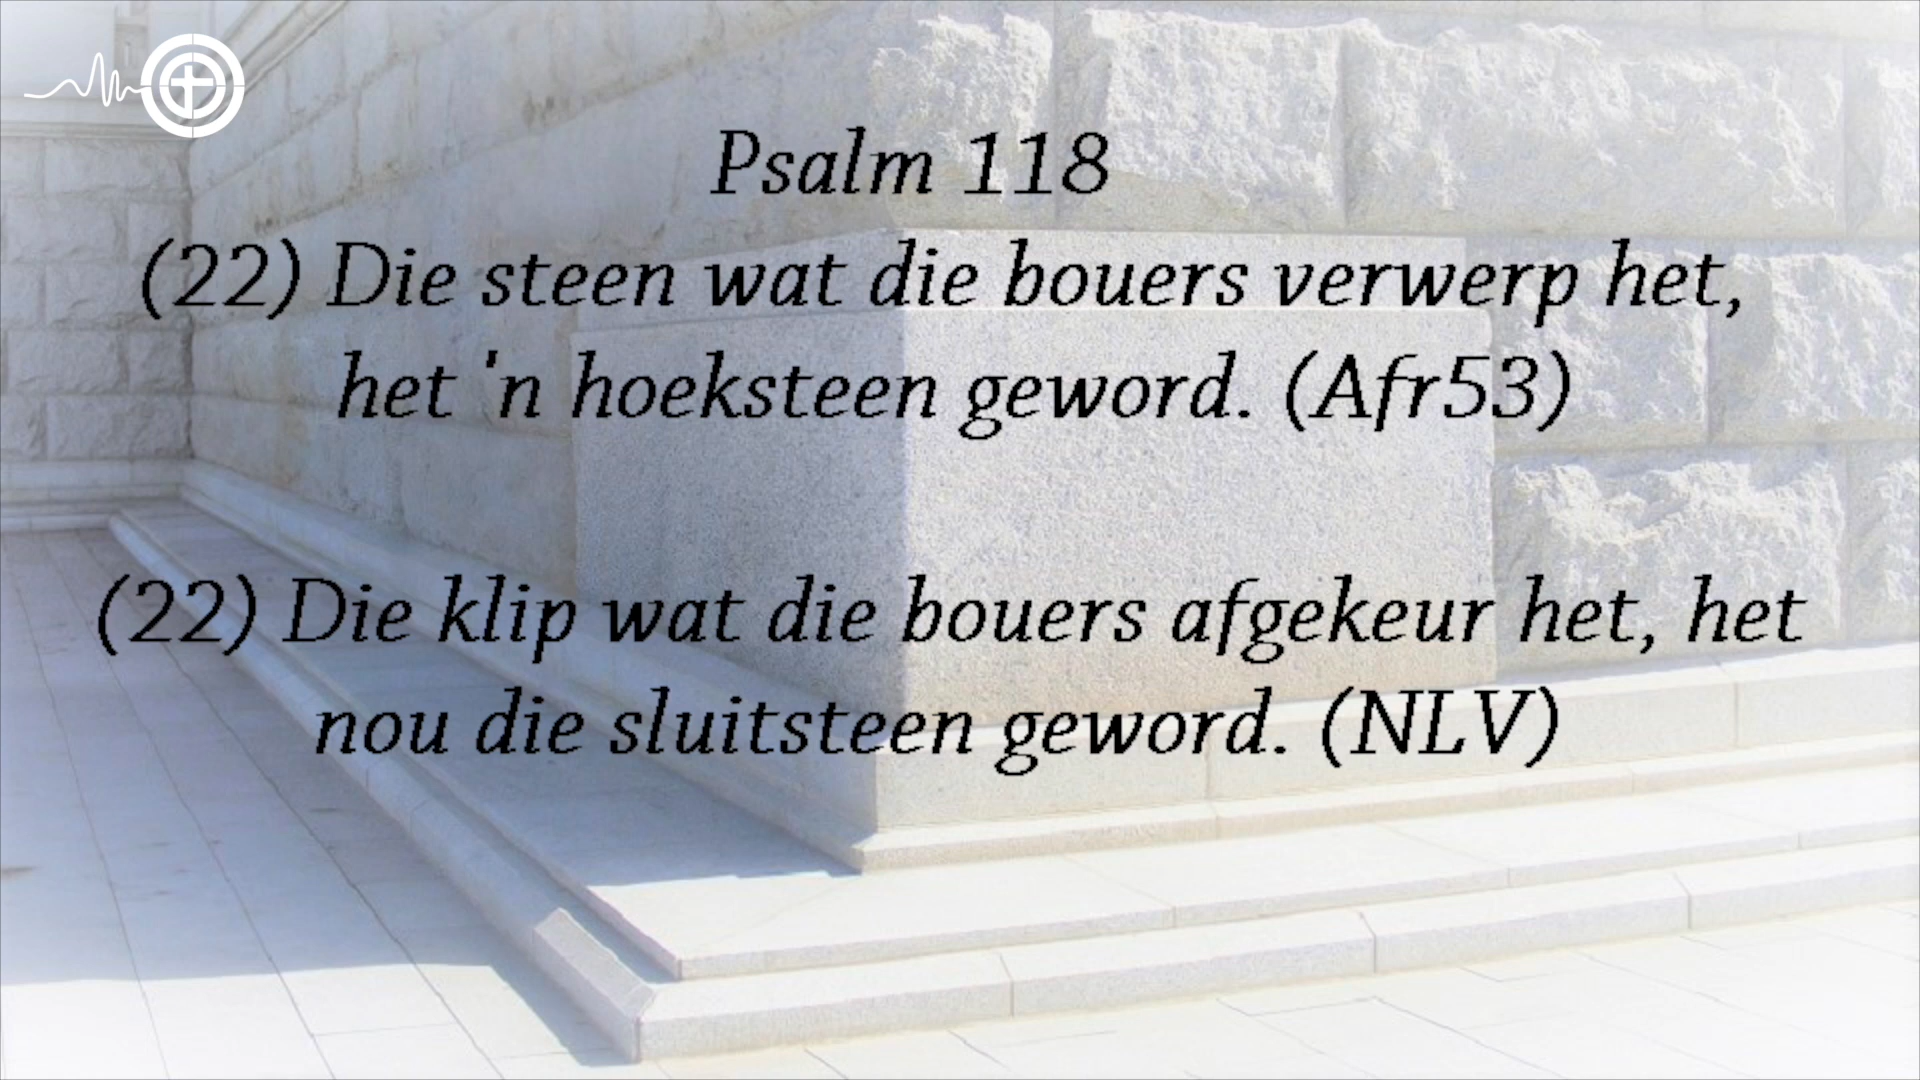 Psalm 118
(22) Die steen wat die bouers verwerp het,
het 'n hoeksteen geword. (Afr53)
(22) Die klip wat die bouers afgekeur het, het
nou die sluitsteen geword. (NLV)